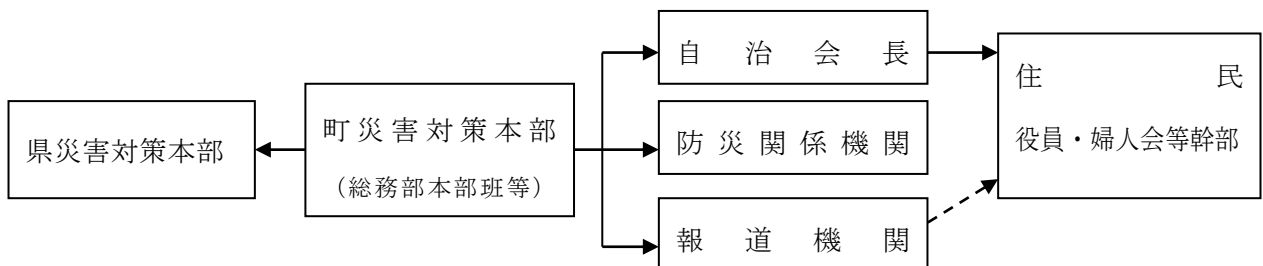 県災害対策本部
町災害対策本部
（総務部本部班等）
自治会長
防災関係機関
報道機関
住民
役員・婦人会等幹部